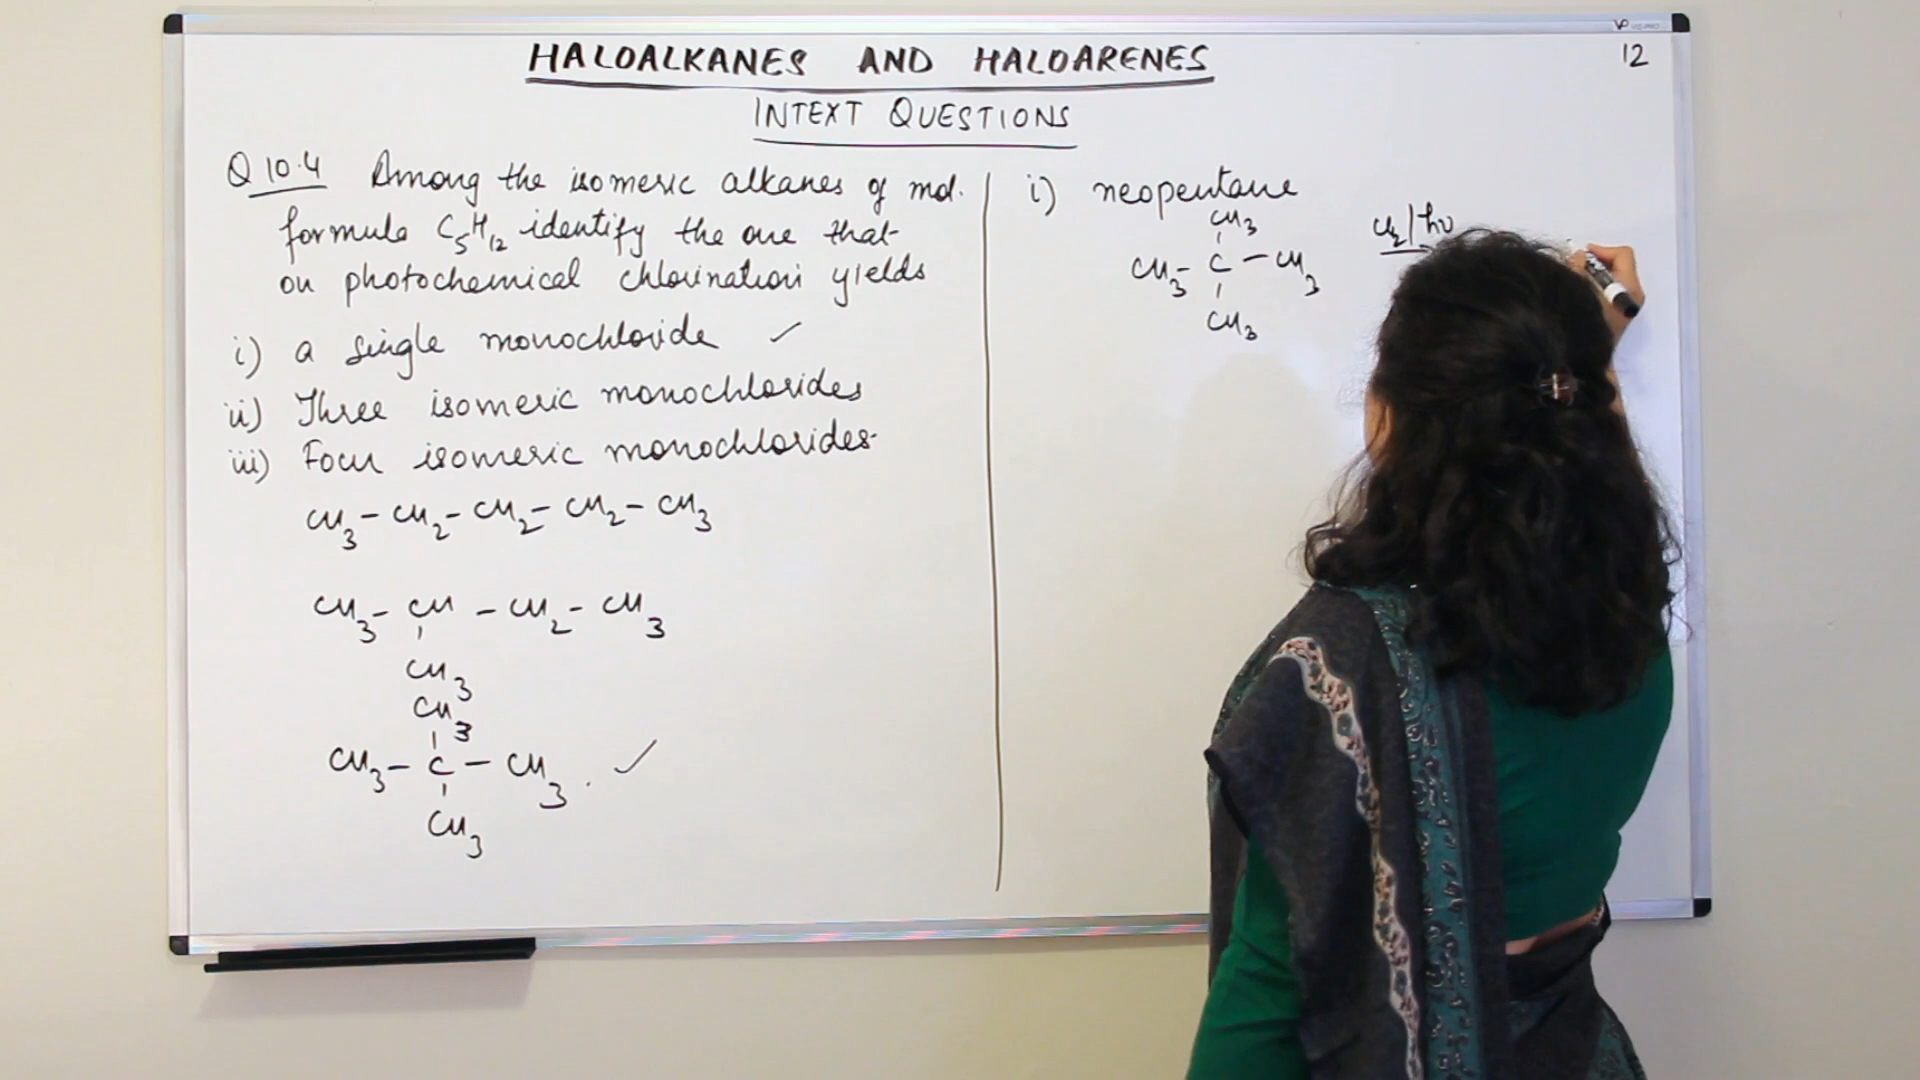 HALOALKANES AND HALOARENES
12
INTEXT QUESTIONS
Q 10.4 Among the isomeric alkanes of mol.
formula C₅H₁₂ identify the one that
on photochemical chlorination yields
i) a single monochloride ✓
ii) Three isomeric monochlorides
iii) Four isomeric monochlorides.
CH₃ – CH₂ – CH₂ – CH₂ – CH₃
CH₃ – CH – CH₂ – CH₃
CH₃
CH₃
CH₃ – C – CH₃ . ✓
CH₃
i) neopentane
CH₃
Cl₂/hν
CH₃ – C – CH₃
CH₃